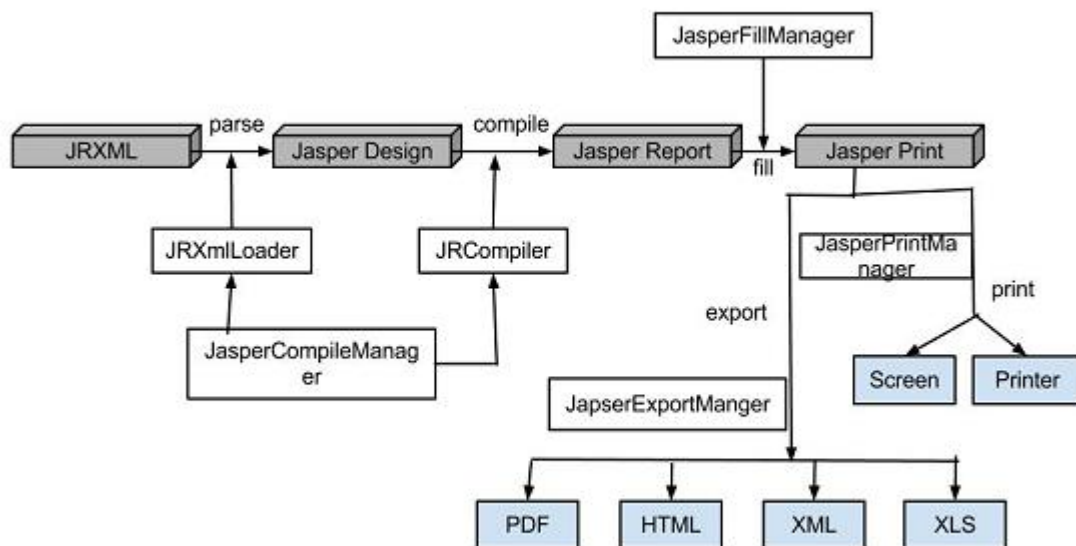 JasperFillManager
parse
compile
JRXML
Jasper Design
Jasper Report
Jasper Print
fill
JRXmlLoader
JRCompiler
JasperPrintMa
nager
print
export
JasperCompileManag
er
Screen
Printer
JapserExportManger
PDF
HTML
XML
XLS